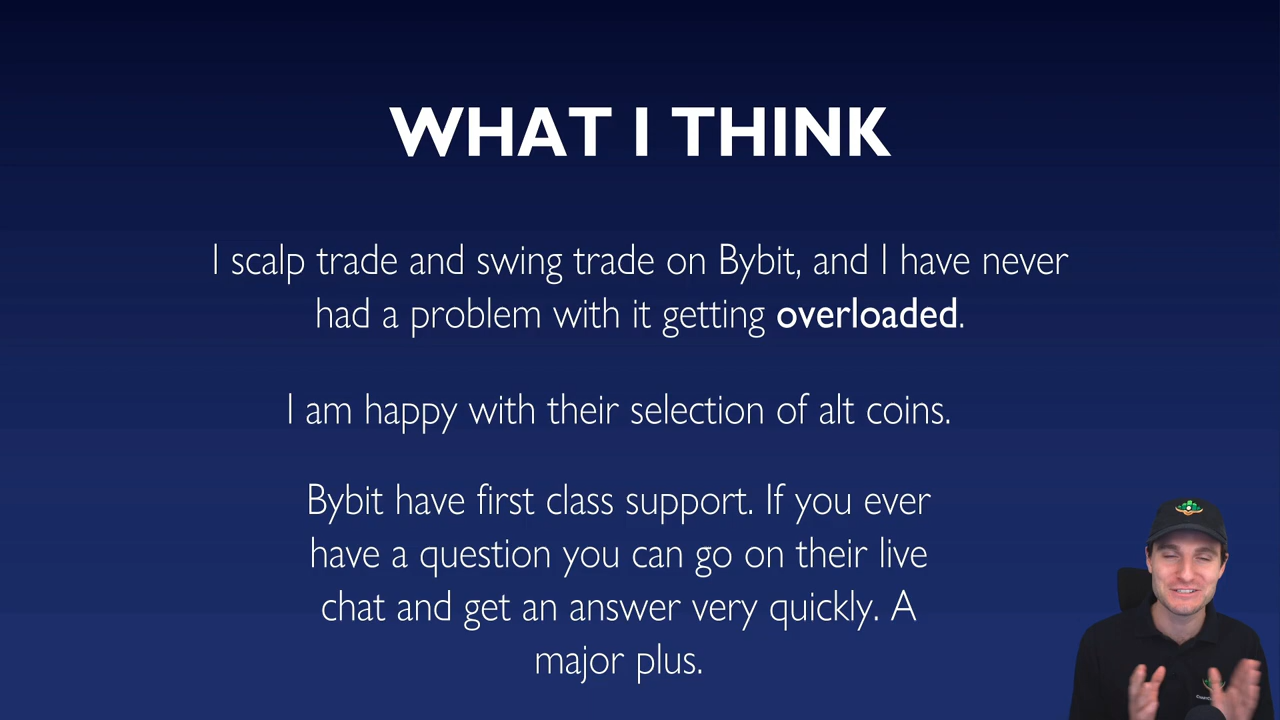 WHAT I THINK
I scalp trade and swing trade on Bybit, and I have never
had a problem with it getting overloaded.
I am happy with their selection of alt coins.
Bybit have first class support. If you ever
have a question you can go on their live
chat and get an answer very quickly. A
major plus.